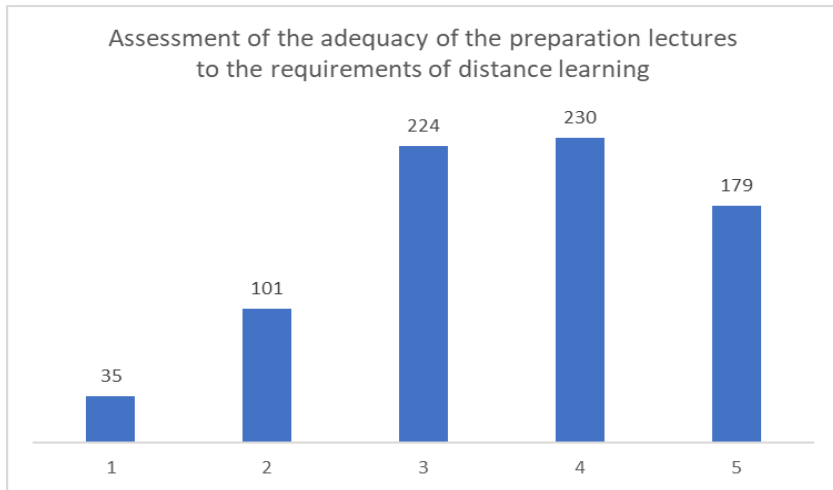 Assessment of the adequacy of the preparation lectures
to the requirements of distance learning
230
224
179
101
35
1 2 3 4 5